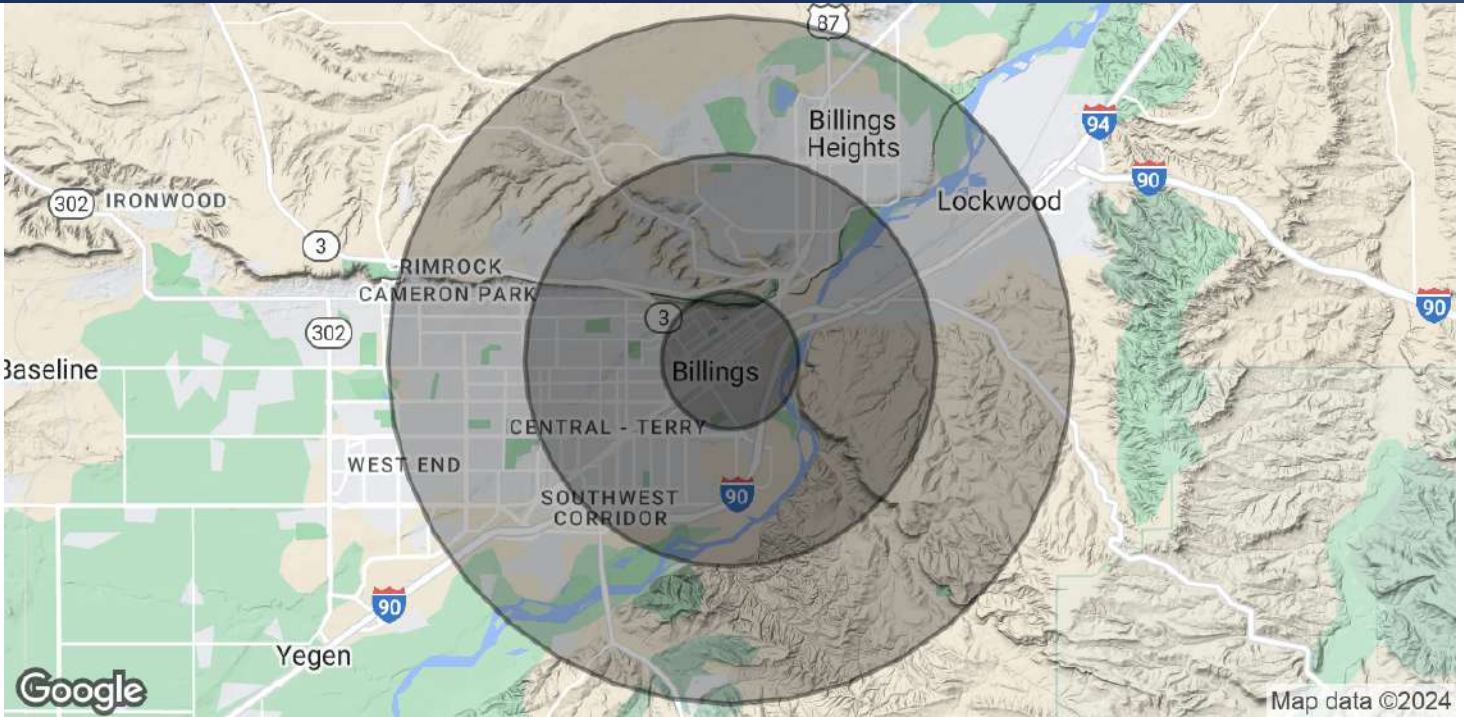 87
Billings
Heights
94
90
302
IRONWOOD
Lockwood
3
RIMROCK
CAMERON PARK
90
3
302
Baseline
Billings
CENTRAL - TERRY
WEST END
SOUTHWEST
CORRIDOR
90
90
Yegen
Google
Map data ©2024